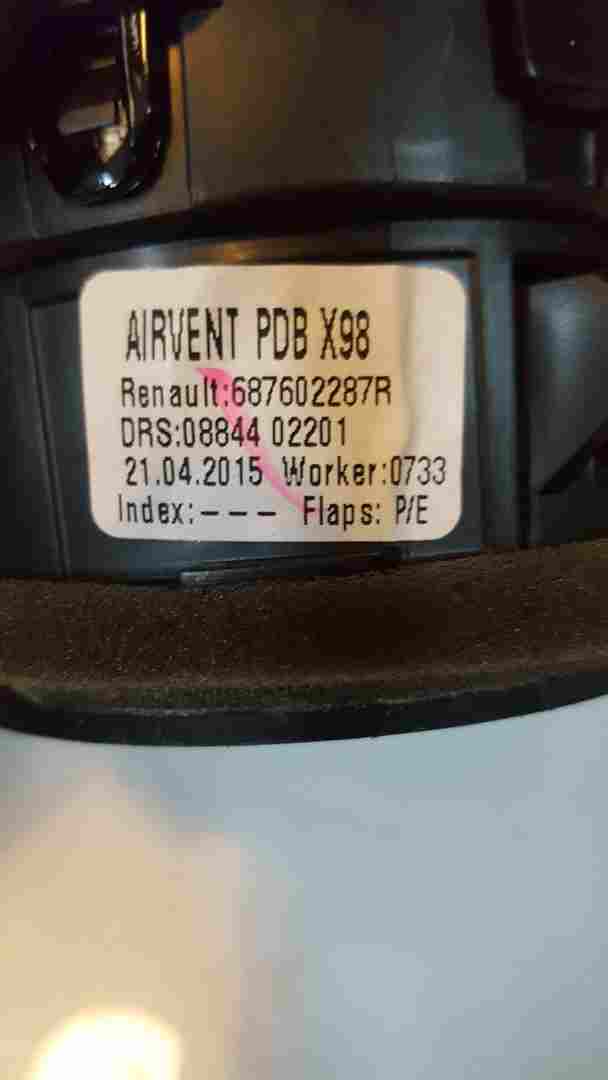 AIRVENT PDB X98
Renault:687602287R
DRS:08844 02201
21.04.2015 Worker:0733
Index:--- Flaps: P/E